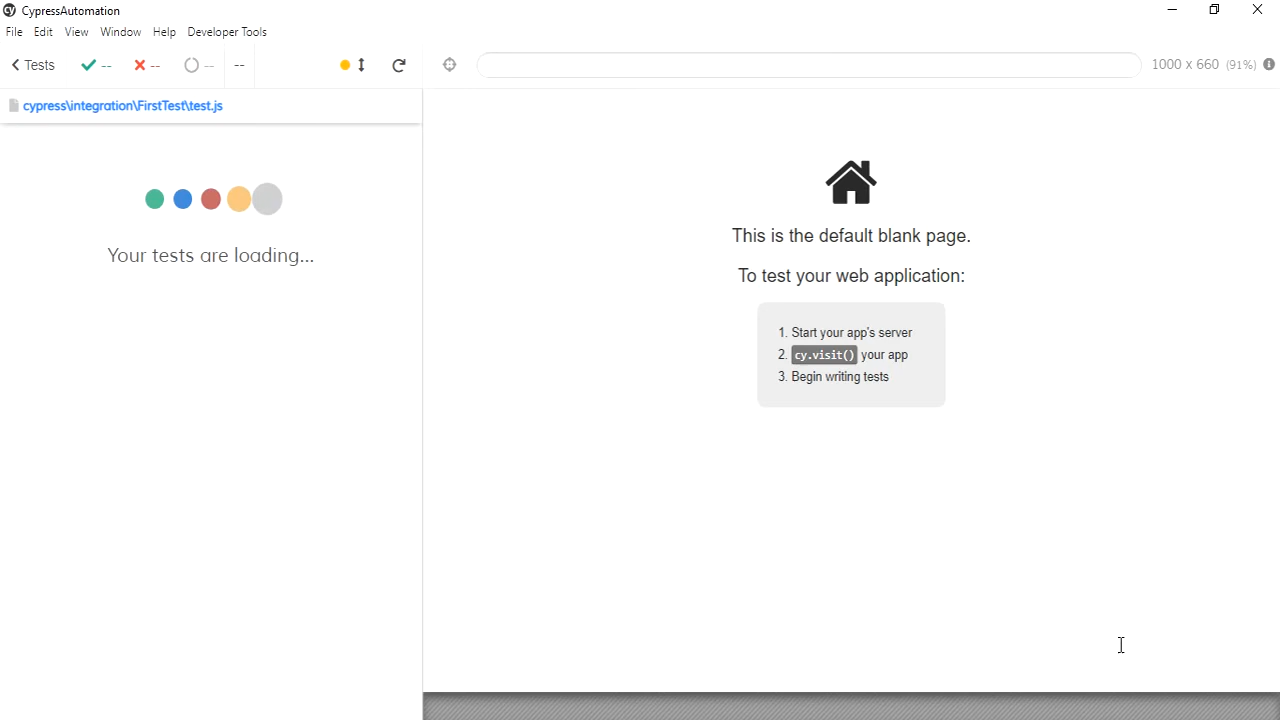 cy CypressAutomation
File Edit View Window Help Developer Tools
Tests -- -- -- --
1000 x 660 (91%)
cypress\integration\FirstTest\test.js
Your tests are loading...
This is the default blank page.
To test your web application:
1. Start your app's server
2. cy.visit() your app
3. Begin writing tests